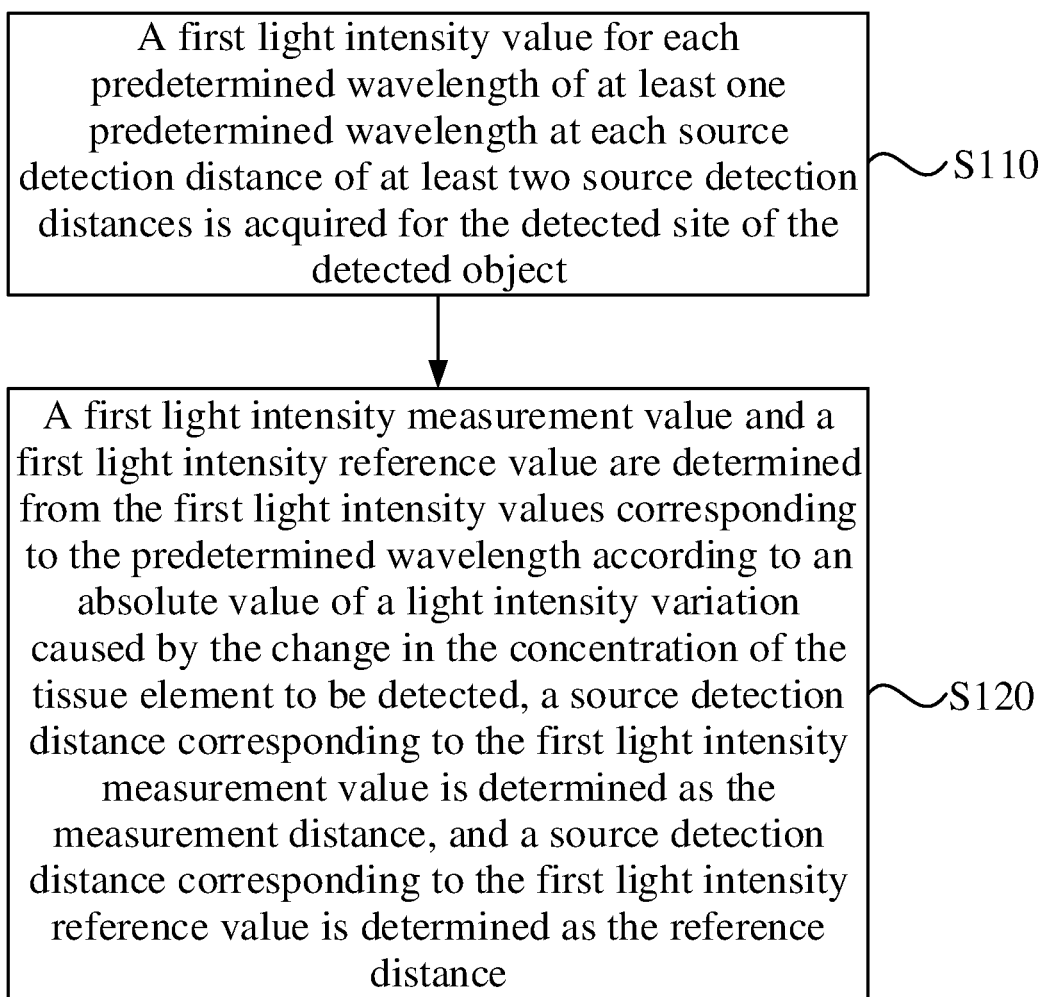 A first light intensity value for each
predetermined wavelength of at least one
predetermined wavelength at each source
detection distance of at least two source detection
distances is acquired for the detected site of the
detected object
S110
A first light intensity measurement value and a
first light intensity reference value are determined
from the first light intensity values corresponding
to the predetermined wavelength according to an
absolute value of a light intensity variation
caused by the change in the concentration of the
tissue element to be detected, a source detection
distance corresponding to the first light intensity
measurement value is determined as the
measurement distance, and a source detection
distance corresponding to the first light intensity
reference value is determined as the reference
distance
S120